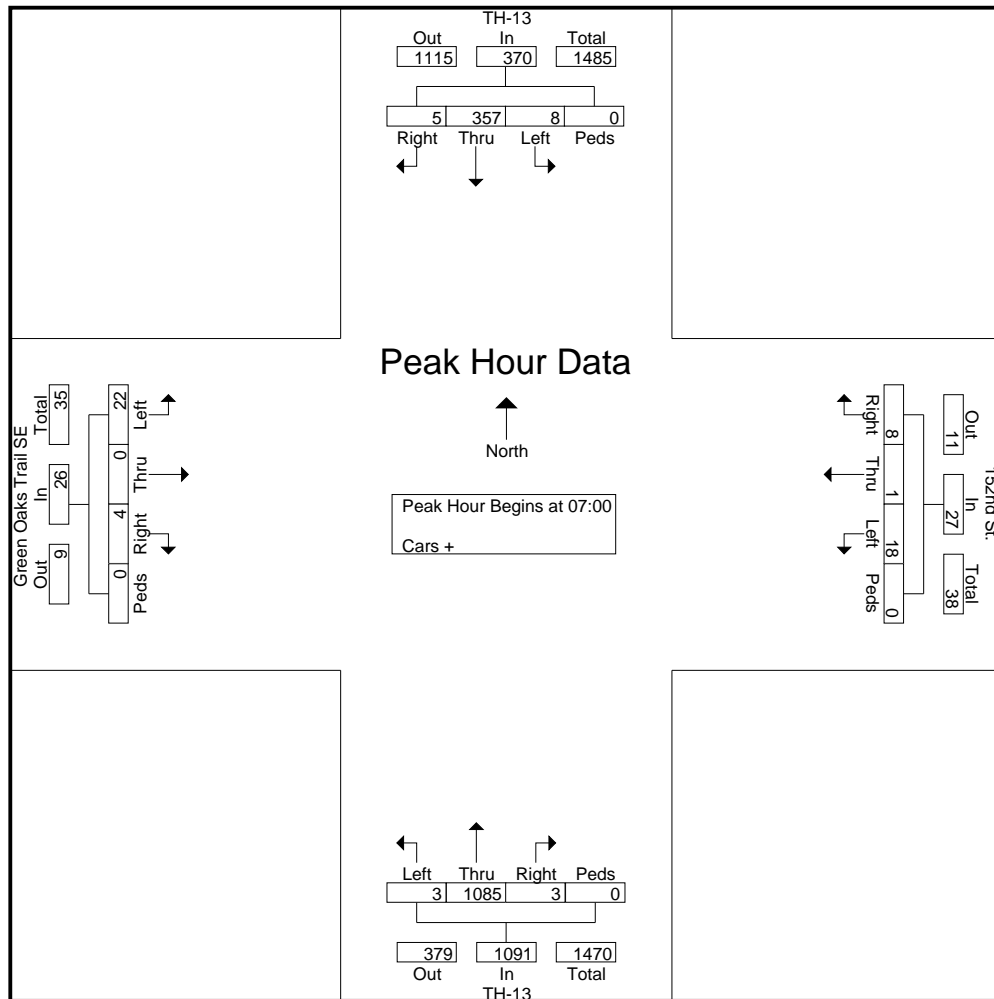 TH-13
Out In Total
1115 370 1485
5 357 8 0
Right Thru Left Peds
Peak Hour Data
North
Peak Hour Begins at 07:00
Cars +
Green Oaks Trail SE
Total In Out
35 26 9
22 0 4 0
Left Thru Right Peds
152nd St.
Out In Total
11 27 38
8 1 18 0
Right Thru Left Peds
Left Thru Right Peds
3 1085 3 0
379 1091 1470
Out In Total
TH-13